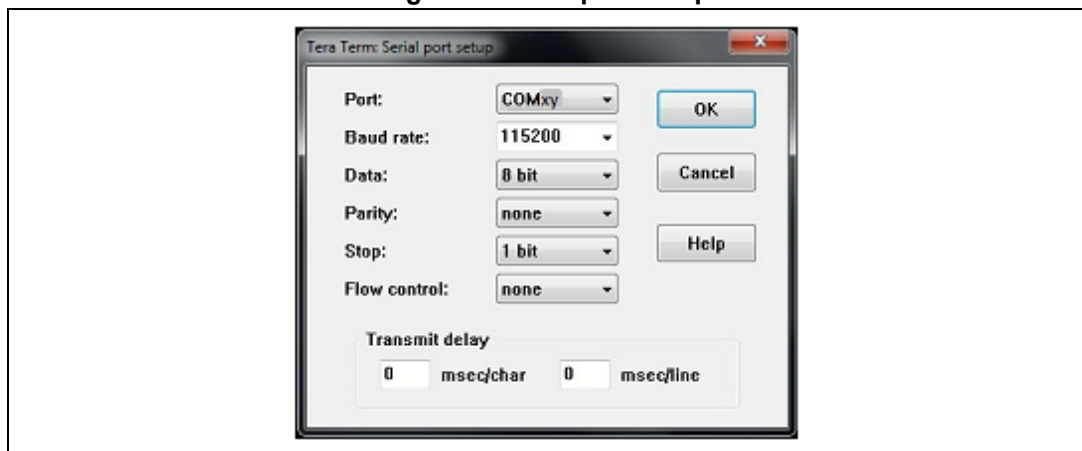 Tera Term: Serial port setup
Port: COMxy OK
Baud rate: 115200
Data: 8 bit Cancel
Parity: none
Stop: 1 bit Help
Flow control: none
Transmit delay
0 msec/char 0 msec/line